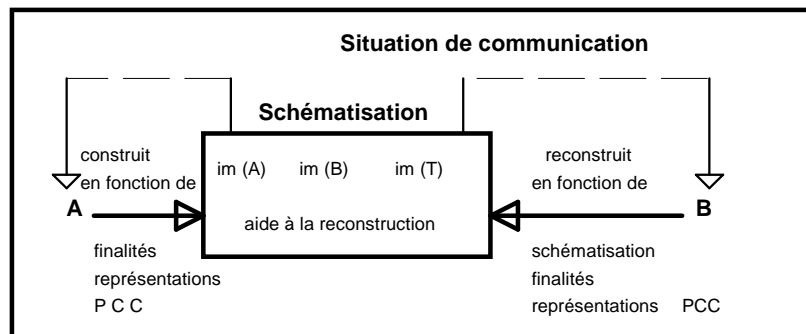 Situation de communication
Schématisation
construit
en fonction de
im (A) im (B) im (T)
reconstruit
en fonction de
A
aide à la reconstruction
B
finalités
représentations
P C C
schématisation
finalités
représentations PCC